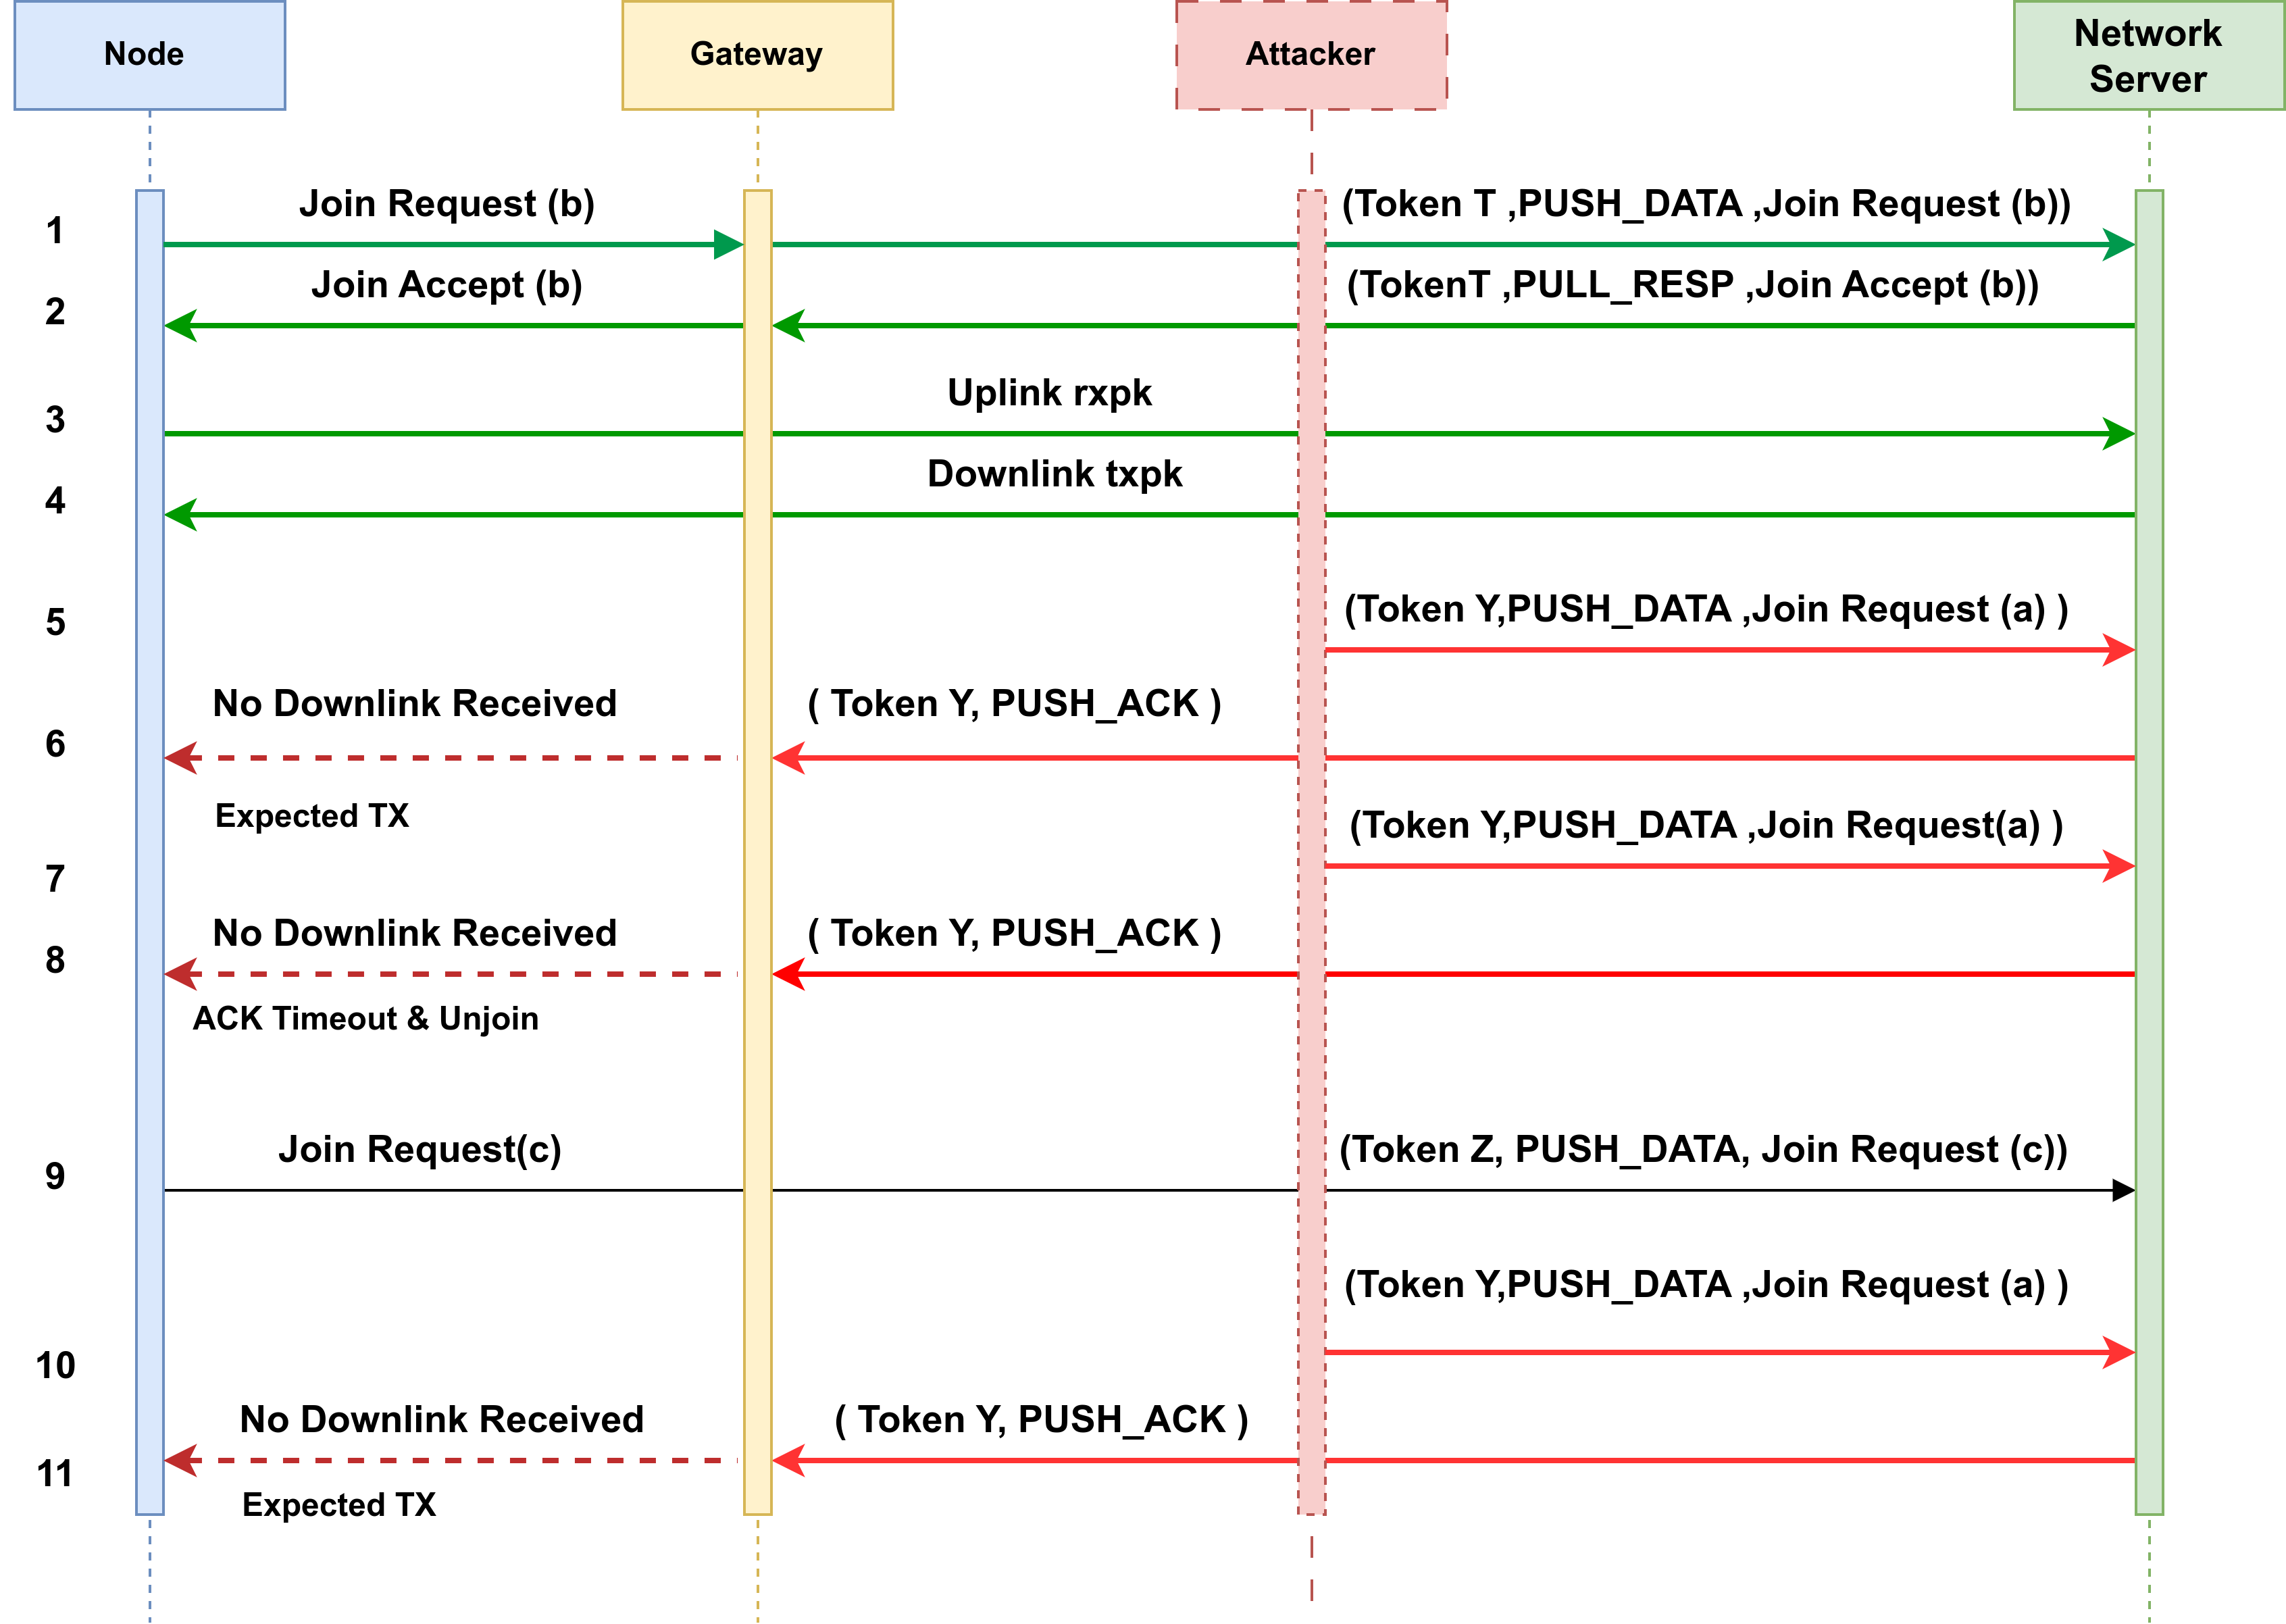 Node
Gateway
Attacker
Network
Server
1
Join Request (b)
(Token T ,PUSH_DATA ,Join Request (b))
2
Join Accept (b)
(TokenT ,PULL_RESP ,Join Accept (b))
3
Uplink rxpk
4
Downlink txpk
5
(Token Y,PUSH_DATA ,Join Request (a) )
6
No Downlink Received
( Token Y, PUSH_ACK )
Expected TX
7
(Token Y,PUSH_DATA ,Join Request(a) )
8
No Downlink Received
( Token Y, PUSH_ACK )
ACK Timeout & Unjoin
9
Join Request(c)
(Token Z, PUSH_DATA, Join Request (c))
10
(Token Y,PUSH_DATA ,Join Request (a) )
11
No Downlink Received
( Token Y, PUSH_ACK )
Expected TX